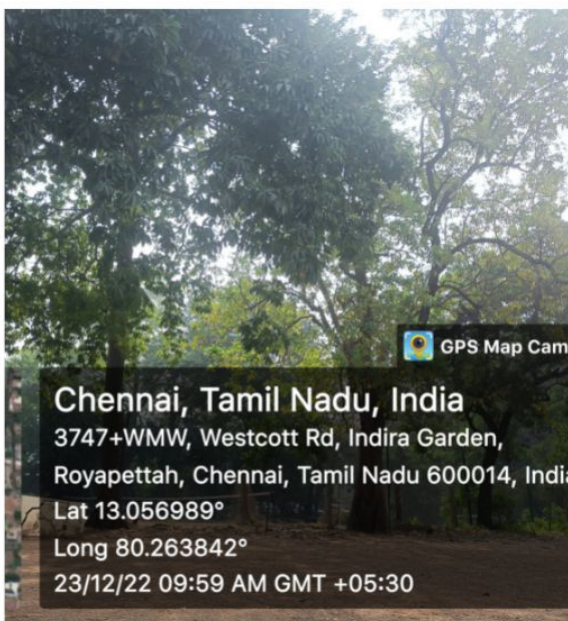 GPS Map Cam
Chennai, Tamil Nadu, India
3747+WMW, Westcott Rd, Indira Garden,
Royapettah, Chennai, Tamil Nadu 600014, India
Lat 13.056989°
Long 80.263842°
23/12/22 09:59 AM GMT +05:30